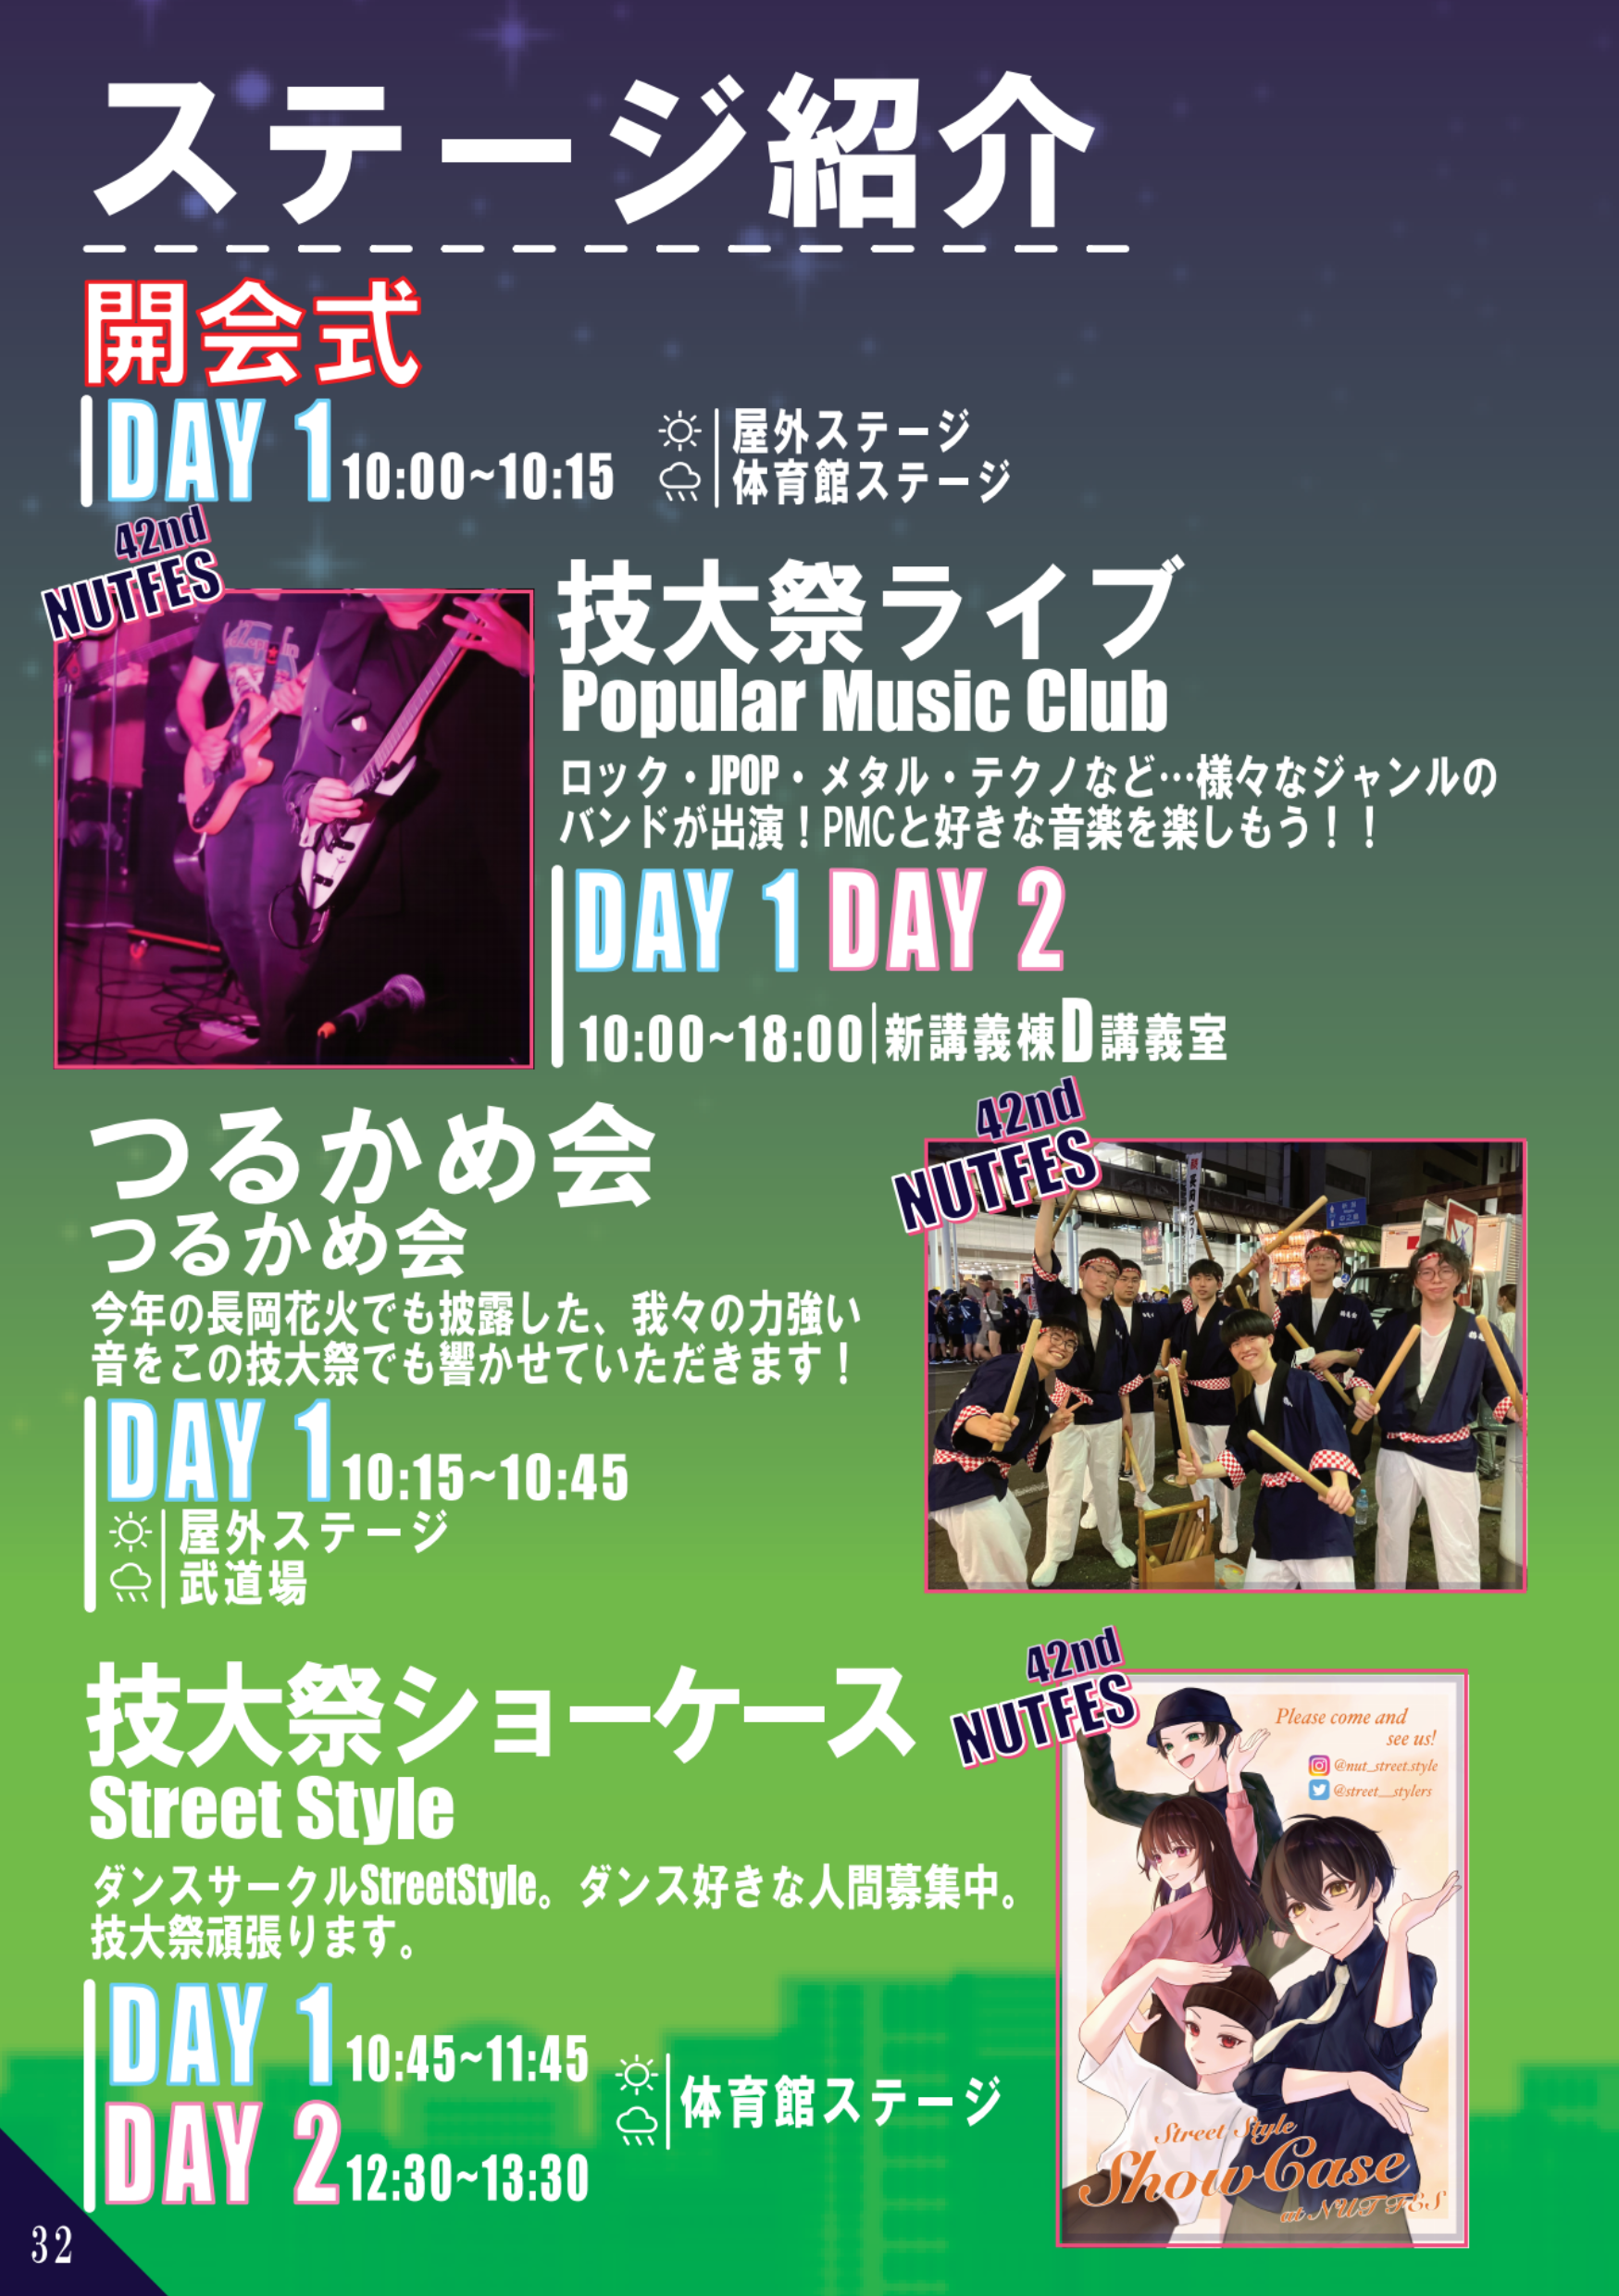 ステージ紹介
開会式
DAY 1 10:00~10:15
屋外ステージ
体育館ステージ
42nd
NUTFES
技大祭ライブ
Popular Music Club
ロック・JPOP・メタル・テクノなど…様々なジャンルの
バンドが出演！PMCと好きな音楽を楽しもう！！
DAY 1 DAY 2
10:00~18:00 新講義棟D講義室
つるかめ会
つるかめ会
今年の長岡花火でも披露した、我々の力強い
音をこの技大祭でも響かせていただきます！
DAY 1 10:15~10:45
屋外ステージ
武道場
42nd
NUTFES
技大祭ショーケース
Street Style
ダンスサークルStreetStyle。ダンス好きな人間募集中。
技大祭頑張ります。
DAY 1 10:45~11:45
DAY 2 12:30~13:30
体育館ステージ
42nd
NUTFES
Please come and
see us!
@nut_street.style
@street__stylers
Street Style
ShowCase
at NUT FES
32